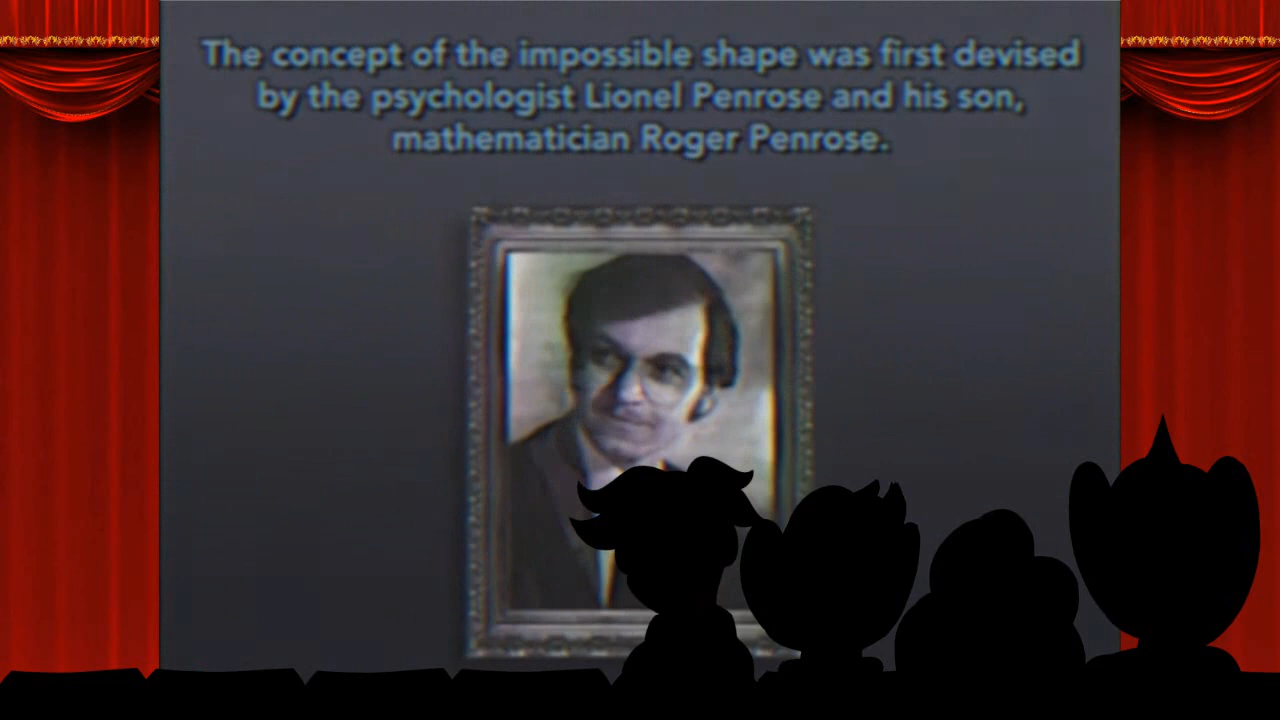 The concept of the impossible shape was first devised
by the psychologist Lionel Penrose and his son,
mathematician Roger Penrose.